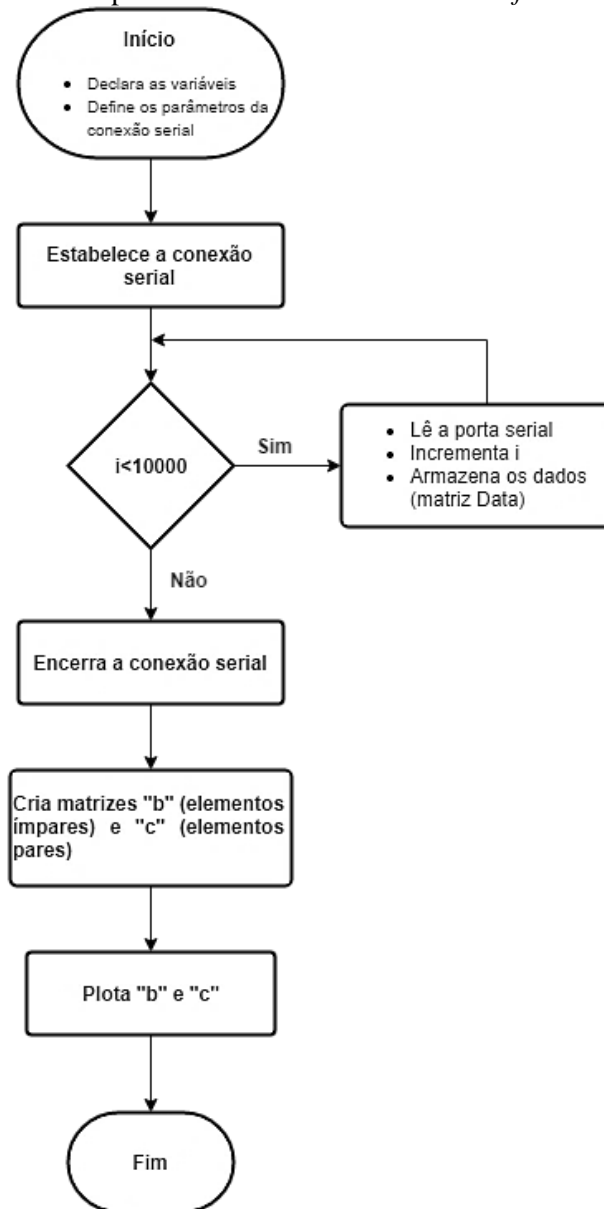 Início
• Declara as variáveis
• Define os parâmetros da
conexão serial
Estabelece a conexão
serial
i<10000
Sim
• Lê a porta serial
• Incrementa i
• Armazena os dados
(matriz Data)
Não
Encerra a conexão serial
Cria matrizes "b" (elementos
ímpares) e "c" (elementos
pares)
Plota "b" e "c"
Fim